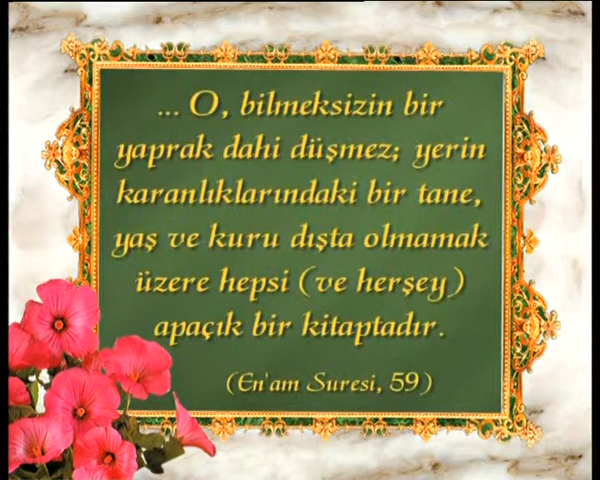 ... O, bilmeksizin bir
yaprak dahi düşmez; yerin
karanlıklarındaki bir tane,
yaş ve kuru dışta olmamak
üzere hepsi (ve herşey)
apaçık bir kitaptadır.
(En'am Suresi, 59)